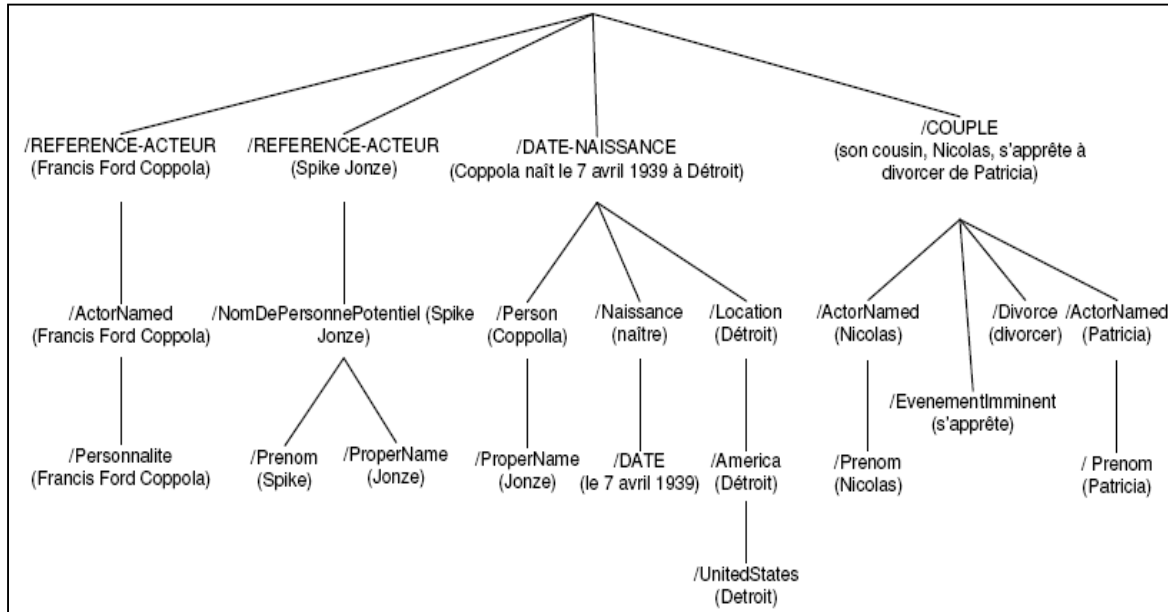 /REFERENCE-ACTEUR
(Francis Ford Coppola)
/REFERENCE-ACTEUR
(Spike Jonze)
/DATE-NAISSANCE
(Coppola naît le 7 avril 1939 à Détroit)
/COUPLE
(son cousin, Nicolas, s'apprête à
divorcer de Patricia)
/ActorNamed
(Francis Ford Coppola)
/NomDePersonnePotentiel (Spike
Jonze)
/Person
(Coppolla)
/Naissance
(naître)
/Location
(Détroit)
/ActorNamed
(Nicolas)
/Divorce
(divorcer)
/ActorNamed
(Patricia)
/EvenementImminent
(s'apprête)
/Personnalite
(Francis Ford Coppola)
/Prenom
(Spike)
/ProperName
(Jonze)
/ProperName
(Jonze)
/DATE
(le 7 avril 1939)
/America
(Détroit)
/Prenom
(Nicolas)
/ Prenom
(Patricia)
/UnitedStates
(Detroit)